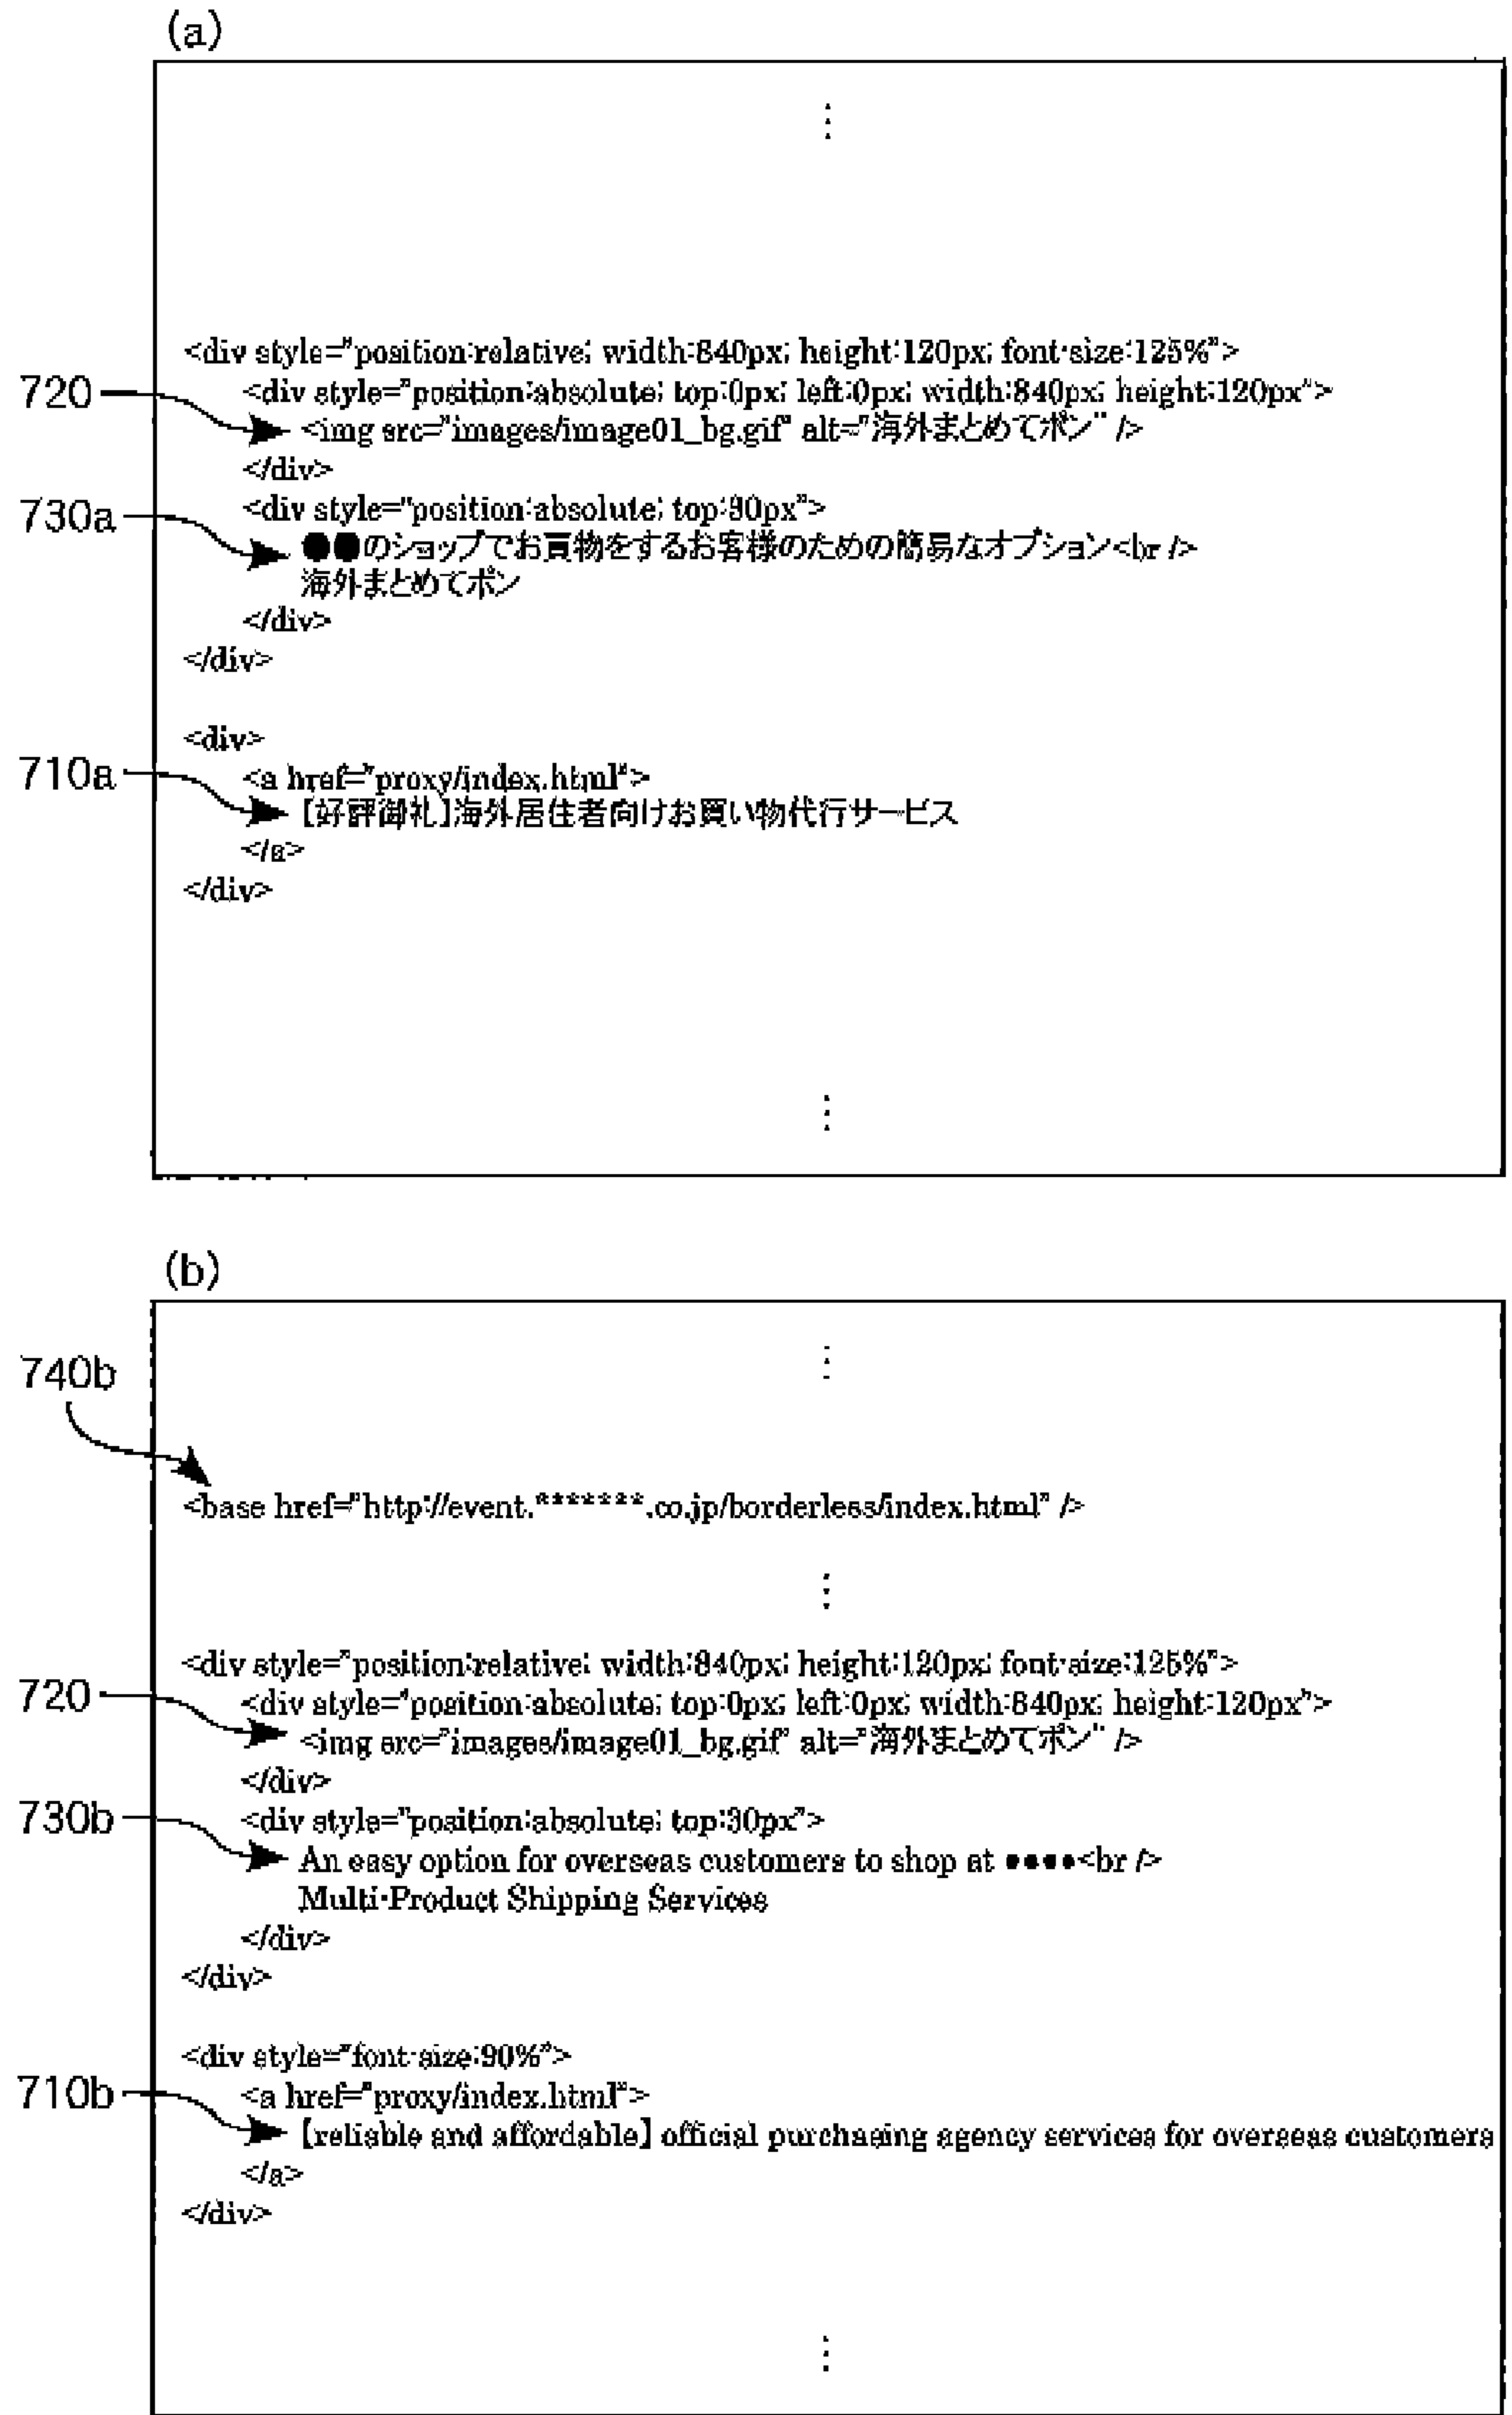 (a)
⋮
<div style="position:relative; width:840px; height:120px; font-size:125%">
720
<div style="position:absolute; top:0px; left:0px; width:840px; height:120px">
<img src="images/image01_bg.gif" alt="海外まとめてポン" />
</div>
730a
<div style="position:absolute; top:30px">
●●のショップでお買物をするお客様のための簡易なオプション<br />
海外まとめてポン
</div>
</div>
<div>
710a
<a href="proxy/index.html">
[好評御礼]海外居住者向けお買い物代行サービス
</a>
</div>
⋮
(b)
⋮
740b
<base href="http://event.*******.co.jp/borderless/index.html" />
⋮
<div style="position:relative; width:840px; height:120px; font-size:125%">
720
<div style="position:absolute; top:0px; left:0px; width:840px; height:120px">
<img src="images/image01_bg.gif" alt="海外まとめてポン" />
</div>
730b
<div style="position:absolute; top:30px">
An easy option for overseas customers to shop at ●●●●<br />
Multi-Product Shipping Services
</div>
</div>
<div style="font-size:90%">
710b
<a href="proxy/index.html">
[reliable and affordable] official purchasing agency services for overseas customers
</a>
</div>
⋮